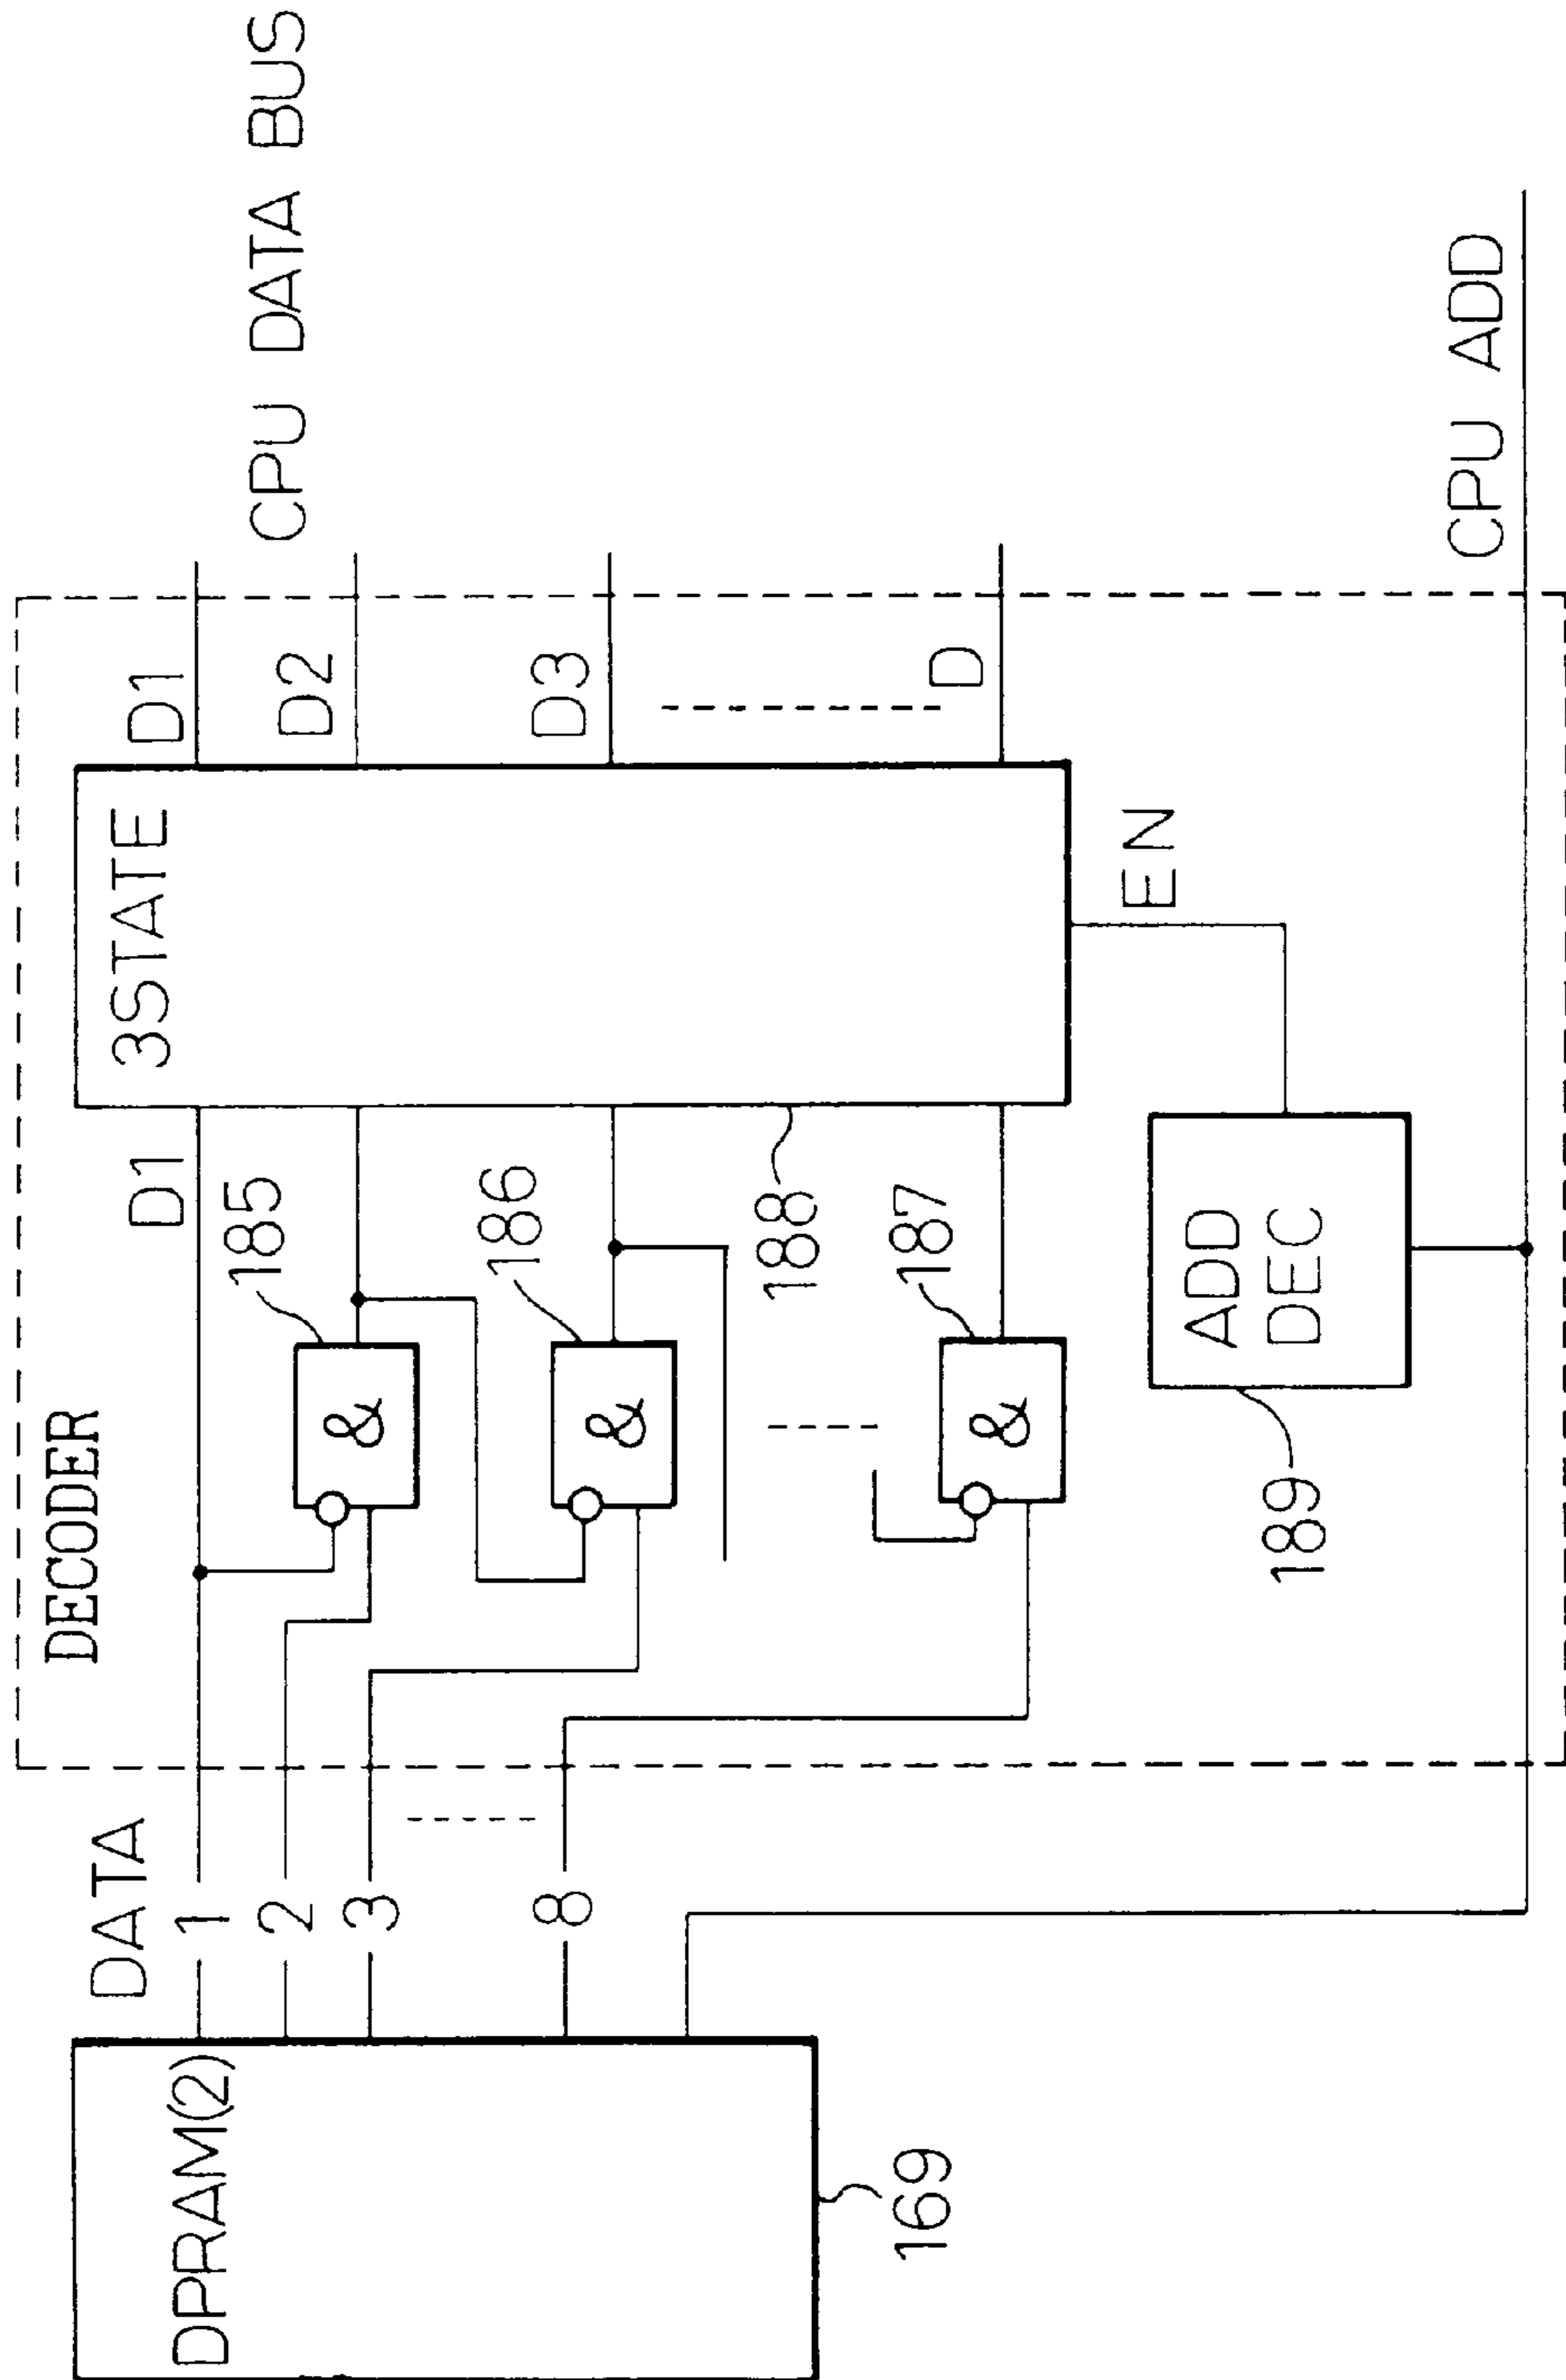 DECODER
DATA
D1
3STATE
D1
1
185
D2
CPU DATA BUS
2
&
3
186
D3
&
8
188
187
D
&
DPRAM(2)
169
EN
ADD
DEC
189
CPU ADD